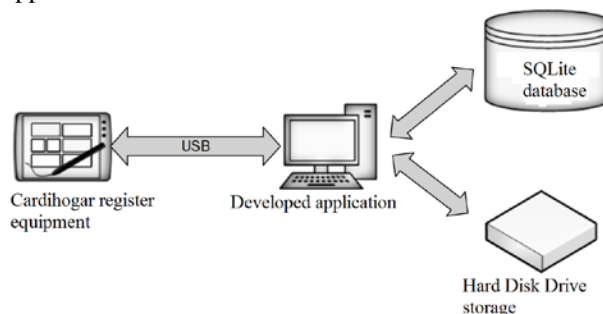 SQLite
database
USB
Cardihogar register
equipment
Developed application
Hard Disk Drive
storage